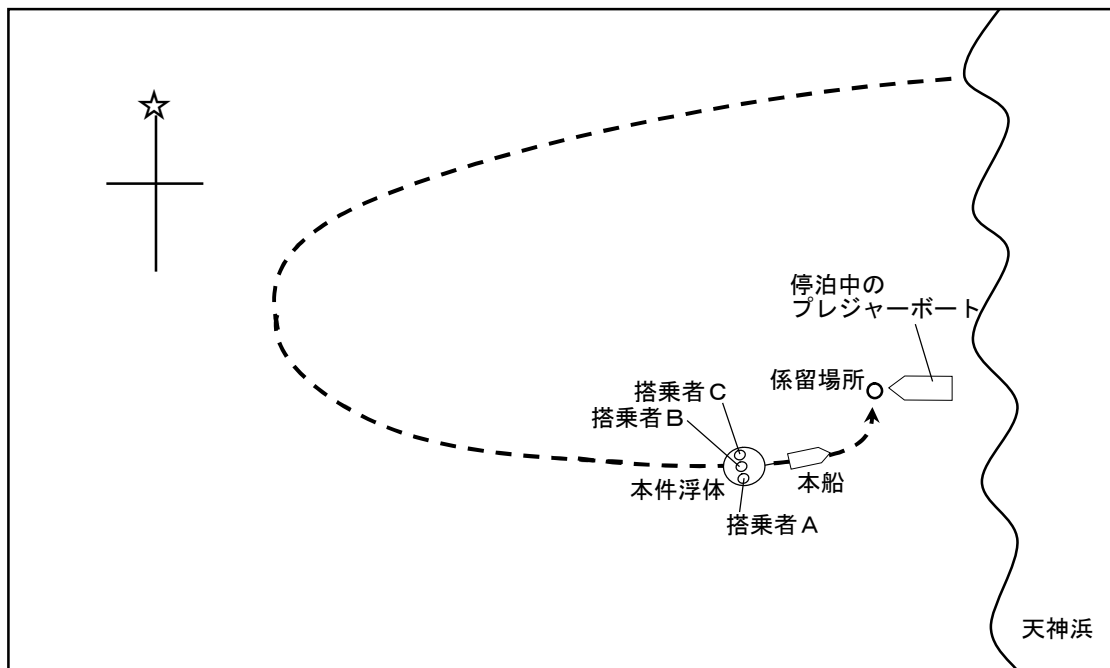 停泊中の
プレジャーボート
係留場所
搭乗者C
搭乗者B
本件浮体
本船
搭乗者A
天神浜